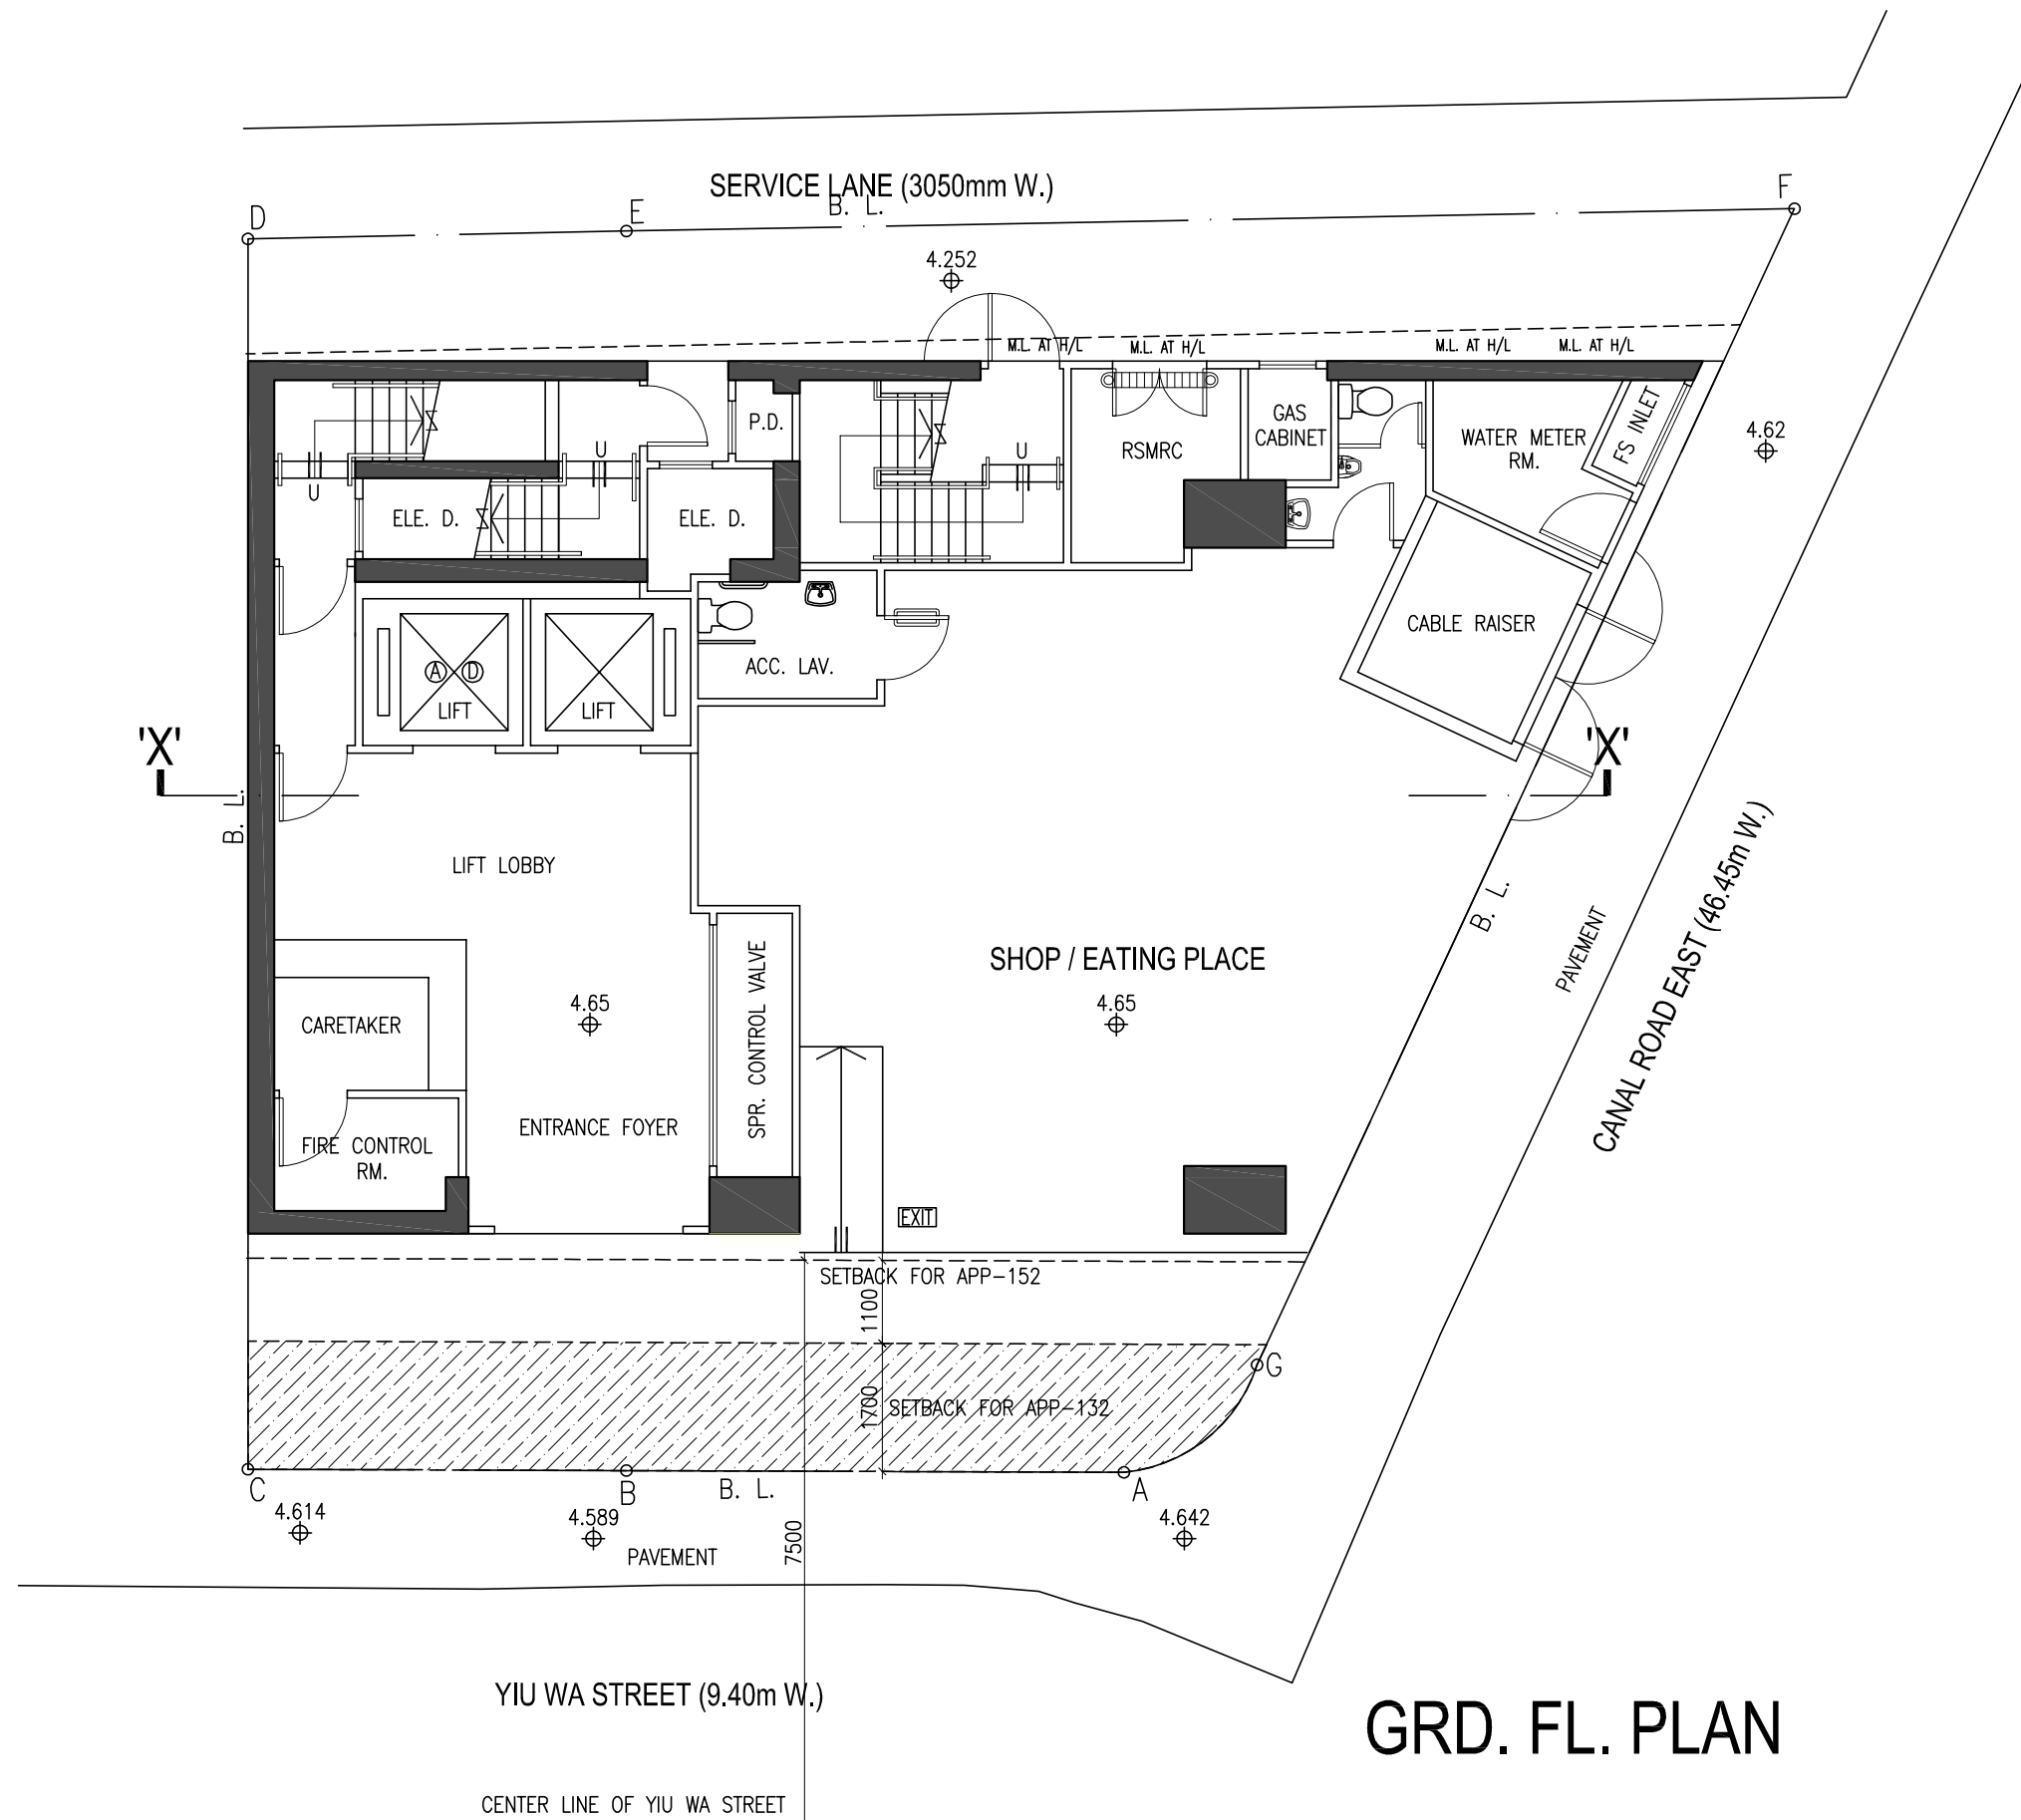 SERVICE LANE (3050mm W.)
B. L.
D
E
F
4.252
M.L. AT H/L
M.L. AT H/L
M.L. AT H/L
M.L. AT H/L
4.62
P.D.
GAS
CABINET
RSMRC
WATER METER
RM.
FS INLET
U
U
U
ELE. D.
ELE. D.
CABLE RAISER
ACC. LAV.
A
D
LIFT
LIFT
'X'
'X'
B. L.
LIFT LOBBY
B. L.
PAVEMENT
CANAL ROAD EAST (46.45m W.)
SHOP / EATING PLACE
4.65
4.65
CARETAKER
SPR. CONTROL VALVE
ENTRANCE FOYER
FIRE CONTROL
RM.
EXIT
SETBACK FOR APP-152
1100
1700
SETBACK FOR APP-132
G
C
B
B. L.
A
4.614
4.589
4.642
PAVEMENT
7500
YIU WA STREET (9.40m W.)
GRD. FL. PLAN
CENTER LINE OF YIU WA STREET